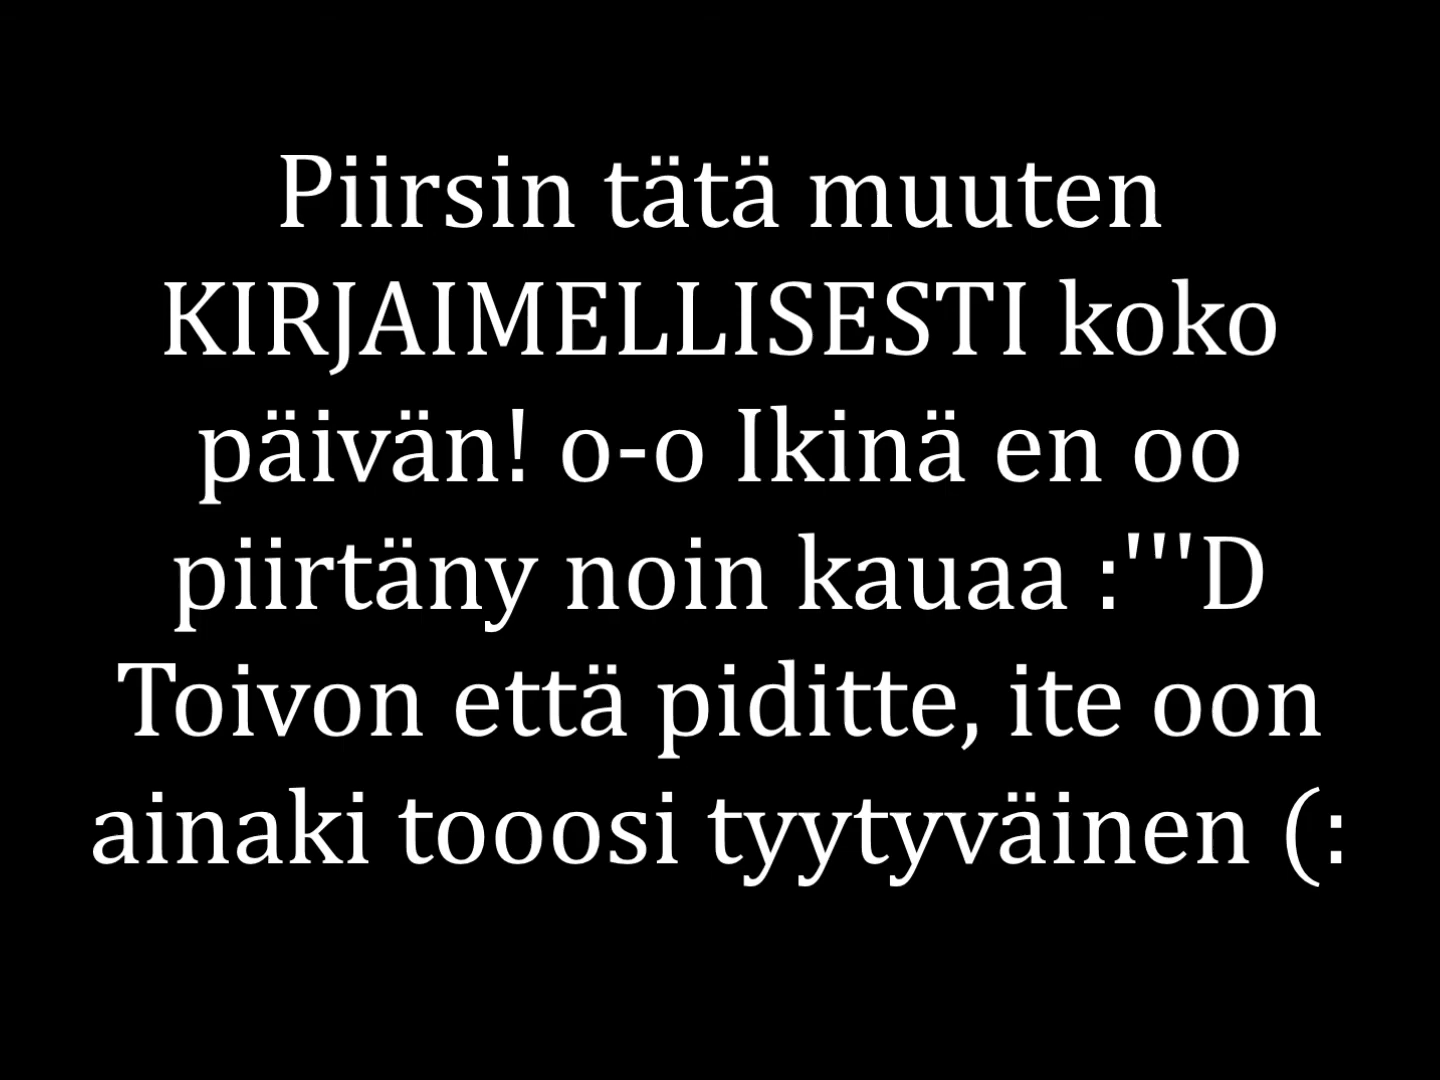 Piirsin tätä muuten
KIRJAIMELLISESTI koko
päivän! o-o Ikinä en oo
piirtäny noin kauaa :'''D
Toivon että piditte, ite oon
ainaki tooosi tyytyväinen (: